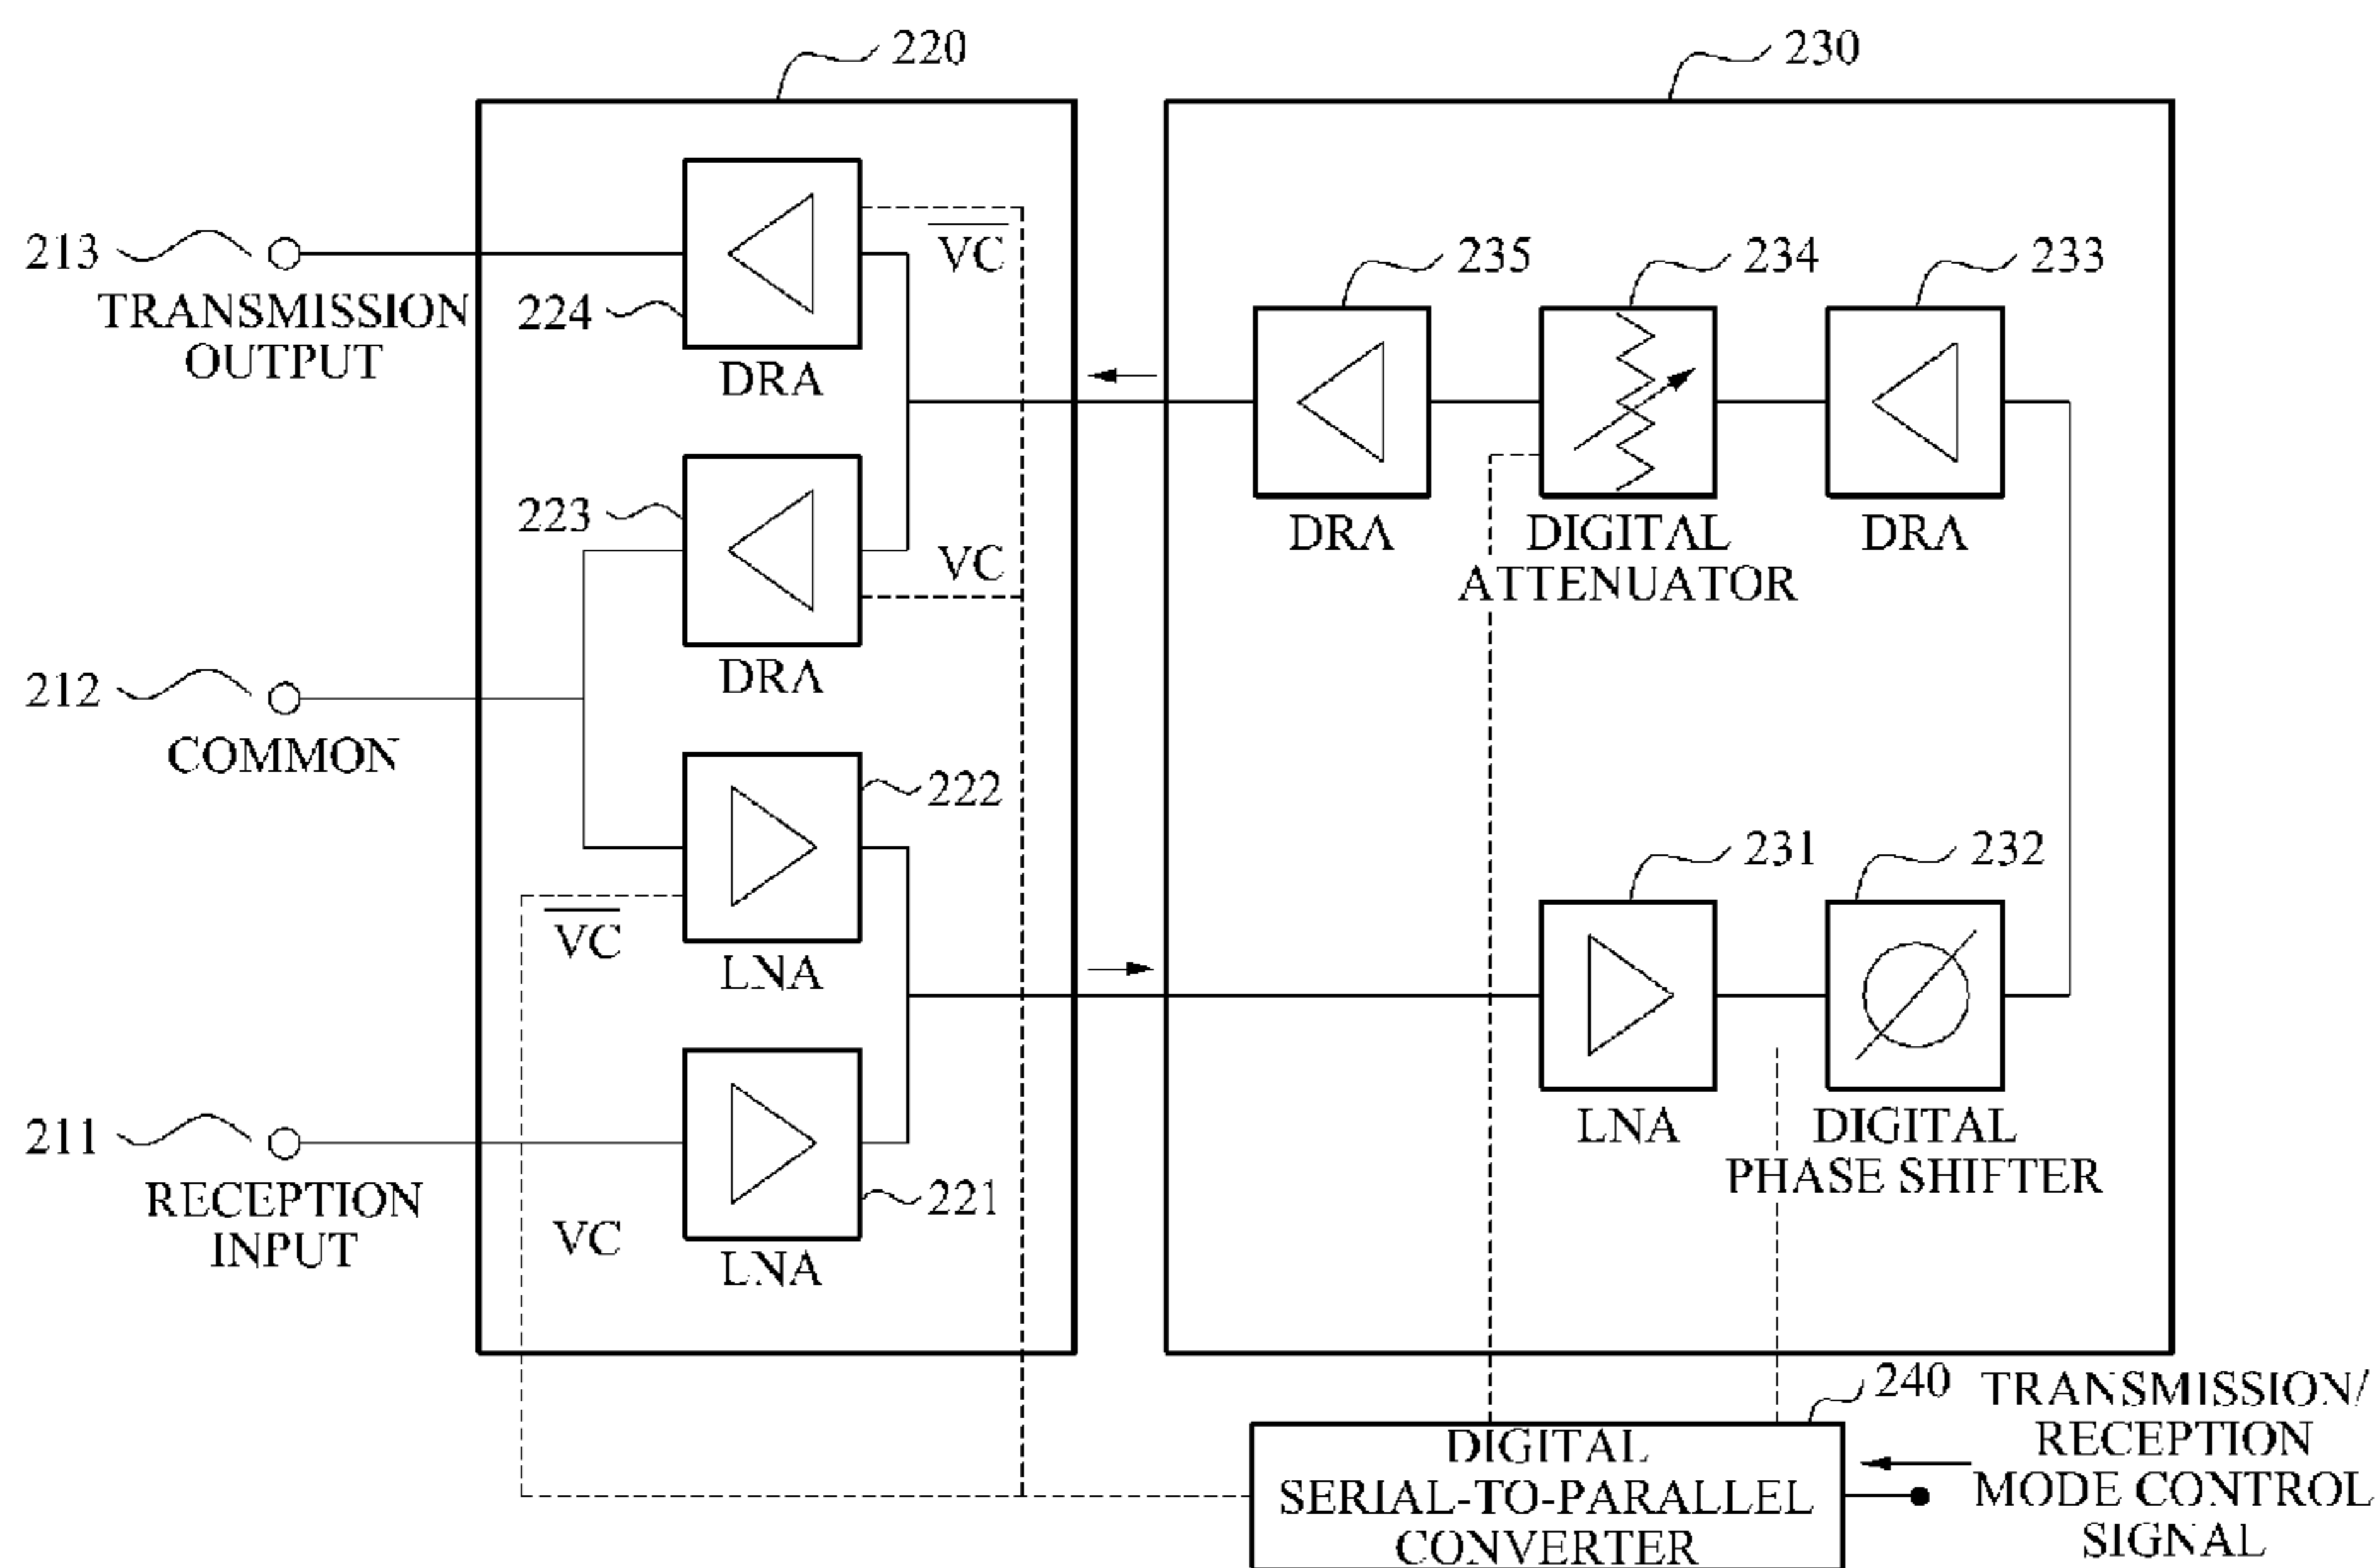 220
230
213
TRANSMISSION
OUTPUT
224
DRA
VC
235
DRA
234
DIGITAL
ATTENUATOR
233
DRA
223
DRA
VC
212
COMMON
222
LNA
VC
231
LNA
232
DIGITAL
PHASE SHIFTER
211
RECEPTION
INPUT
VC
221
LNA
240
DIGITAL
SERIAL-TO-PARALLEL
CONVERTER
TRANSMISSION/
RECEPTION
MODE CONTROL
SIGNAL